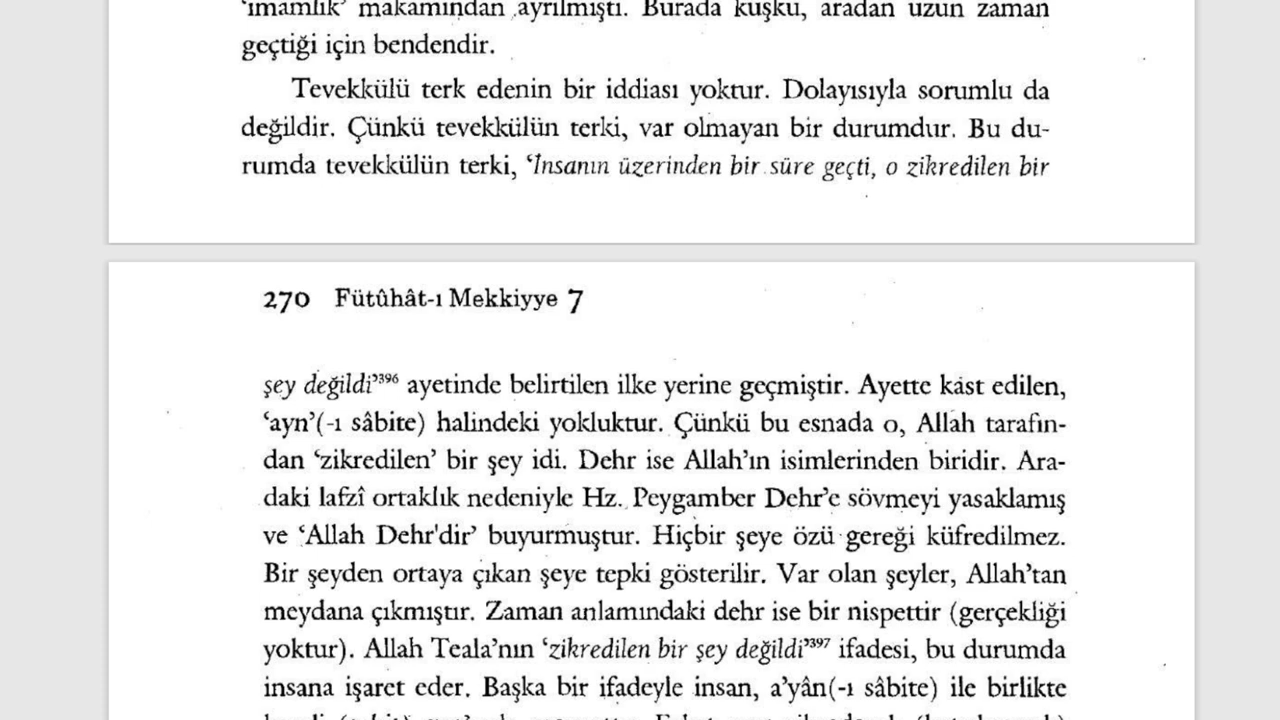 ‘imamlık’ makamından ayrılmıştı. Burada kuşku, aradan uzun zaman
geçtiği için bendendir.
Tevekkülü terk edenin bir iddiası yoktur. Dolayısıyla sorumlu da
değildir. Çünkü tevekkülün terki, var olmayan bir durumdur. Bu du-
rumda tevekkülün terki, ‘İnsanın üzerinden bir süre geçti, o zikredilen bir
270 Fütûhât-ı Mekkiyye 7
şey değildi’³⁹⁶ ayetinde belirtilen ilke yerine geçmiştir. Ayette kast edilen,
‘ayn’(-ı sâbite) halindeki yokluktur. Çünkü bu esnada o, Allah tarafın-
dan ‘zikredilen’ bir şey idi. Dehr ise Allah’ın isimlerinden biridir. Ara-
daki lafzî ortaklık nedeniyle Hz. Peygamber Dehr’e sövmeyi yasaklamış
ve ‘Allah Dehr'dir’ buyurmuştur. Hiçbir şeye özü gereği küfredilmez.
Bir şeyden ortaya çıkan şeye tepki gösterilir. Var olan şeyler, Allah’tan
meydana çıkmıştır. Zaman anlamındaki dehr ise bir nispettir (gerçekliği
yoktur). Allah Teala’nın ‘zikredilen bir şey değildi’³⁹⁷ ifadesi, bu durumda
insana işaret eder. Başka bir ifadeyle insan, a’yân(-ı sâbite) ile birlikte